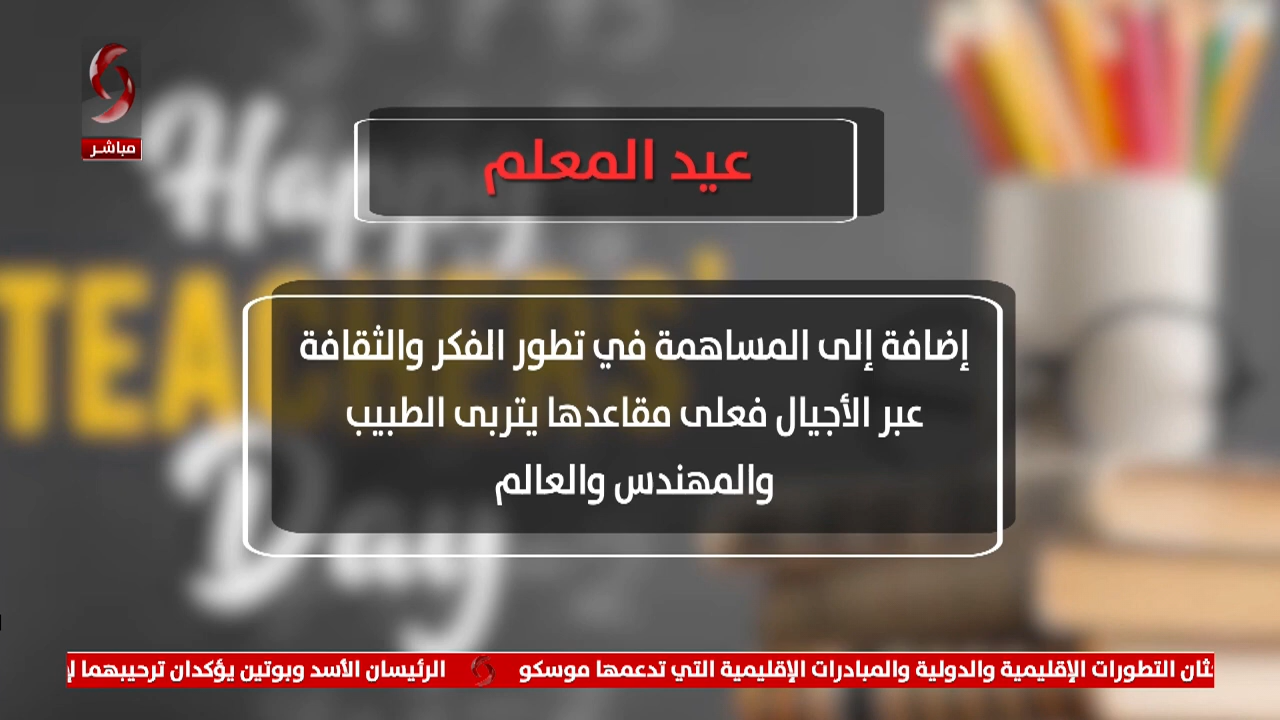 مباشر
Happy
TEACHERS'
Day
عيد المعلم
إضافة إلى المساهمة في تطور الفكر والثقافة
عبر الأجيال فعلى مقاعدها يتربى الطبيب
والمهندس والعالم
التطورات الإقليمية والدولية والمبادرات الإقليمية التي تدعمها موسكو الرئيسان الأسد وبوتين يؤكدان ترحيبهما